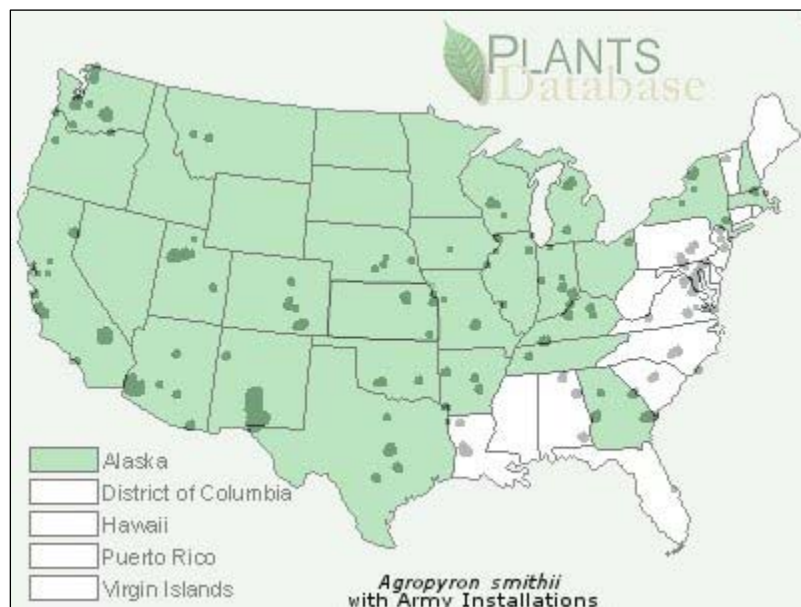 PLANTS
Database
Alaska
District of Columbia
Hawaii
Puerto Rico
Virgin Islands
Agropyron smithii
with Army Installations